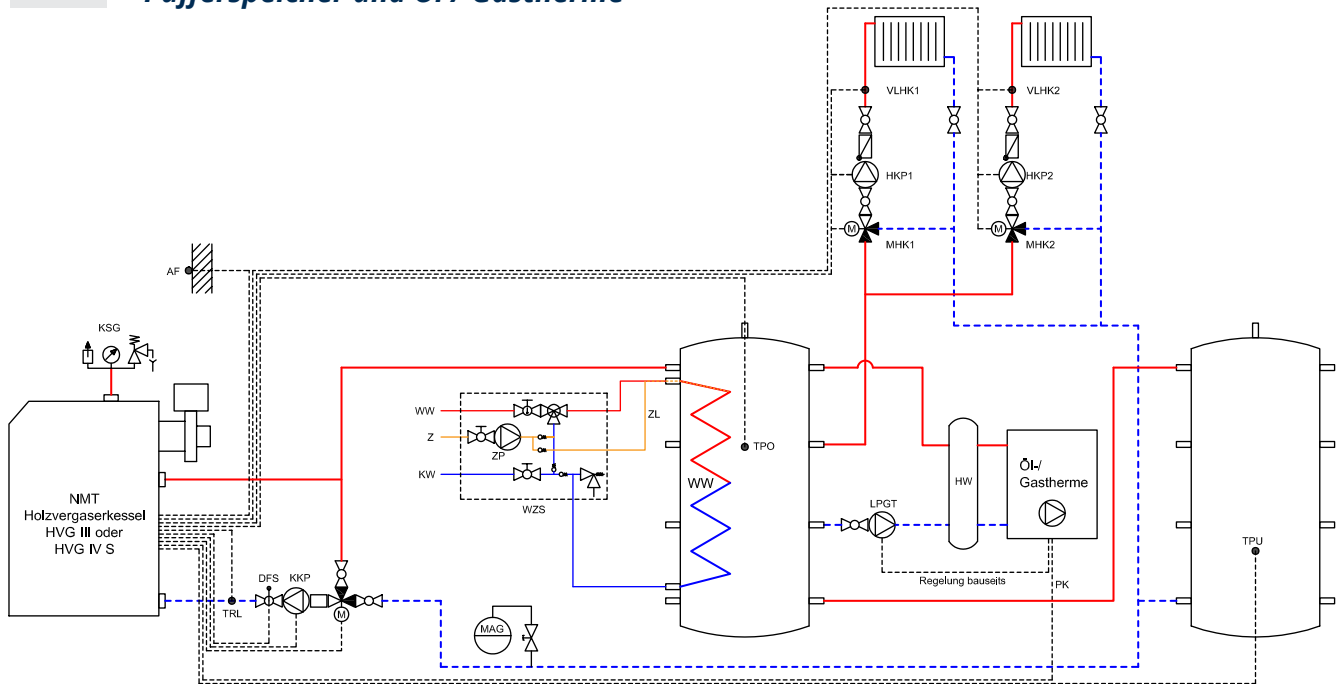 VLHK1
VLHK2
HKP1
HKP2
M
MHK1
M
MHK2
AF
KSG
WW
Z
ZP
ZL
KW
WZS
WW
TPO
HW
Öl-/
Gastherme
LPGT
NMT
Holzvergaserkessel
HVG III oder
HVG IV S
TPU
DFS
KKP
TRL
M
MAG
Regelung bauseits
PK